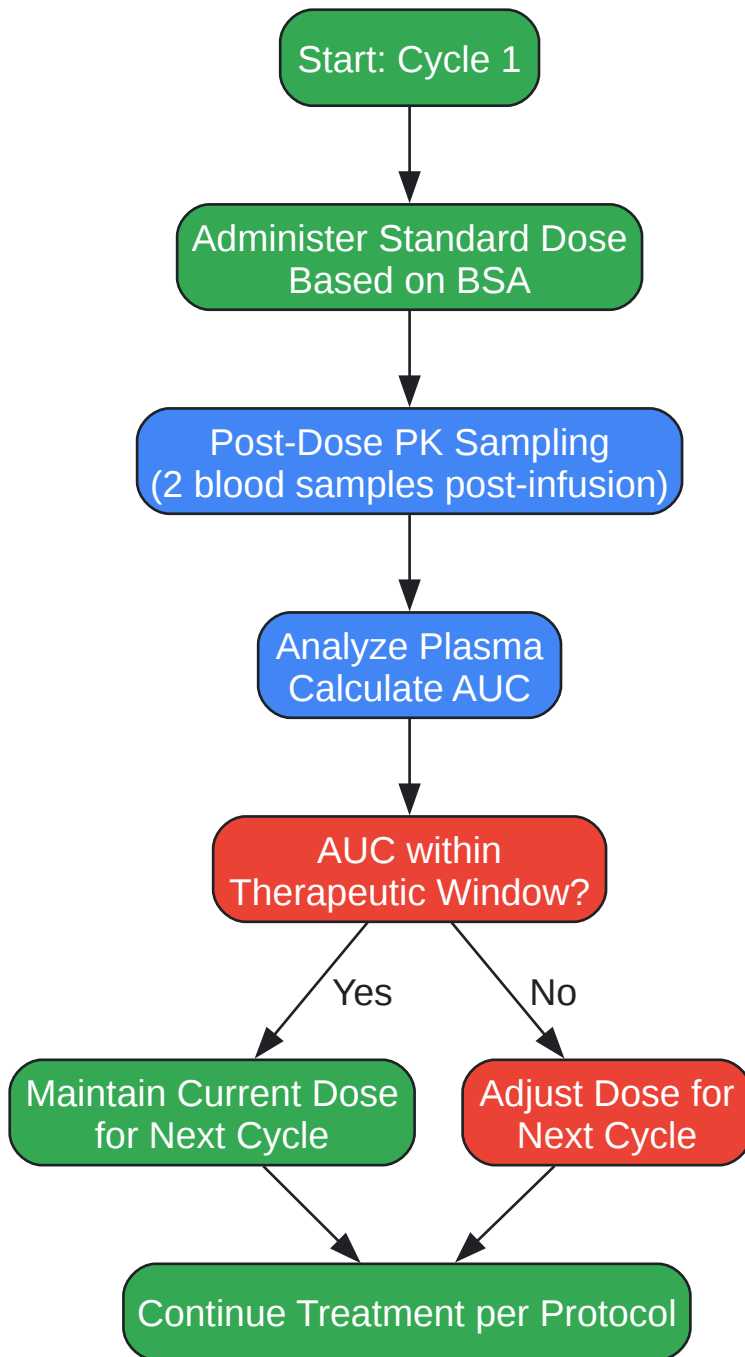 Start: Cycle 1
Administer Standard Dose
Based on BSA
Post-Dose PK Sampling
(2 blood samples post-infusion)
Analyze Plasma
Calculate AUC
AUC within
Therapeutic Window?
Yes
No
Maintain Current Dose
for Next Cycle
Adjust Dose for
Next Cycle
Continue Treatment per Protocol